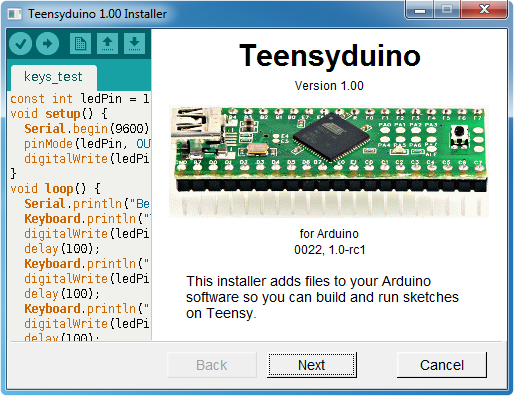 Teensyduino 1.00 Installer
keys_test
const int ledPin = 1
void setup() {
Serial.begin(9600)
pinMode(ledPin, OU
digitalWrite(ledPi
}
void loop() {
Serial.println("Be
Keyboard.println("
digitalWrite(ledPi
delay(100);
Keyboard.println("
digitalWrite(ledPi
delay(100);
Keyboard.println("
digitalWrite(ledPi
delay(100);
Teensyduino
Version 1.00
for Arduino
0022, 1.0-rc1
This installer adds files to your Arduino
software so you can build and run sketches
on Teensy.
Back
Next
Cancel